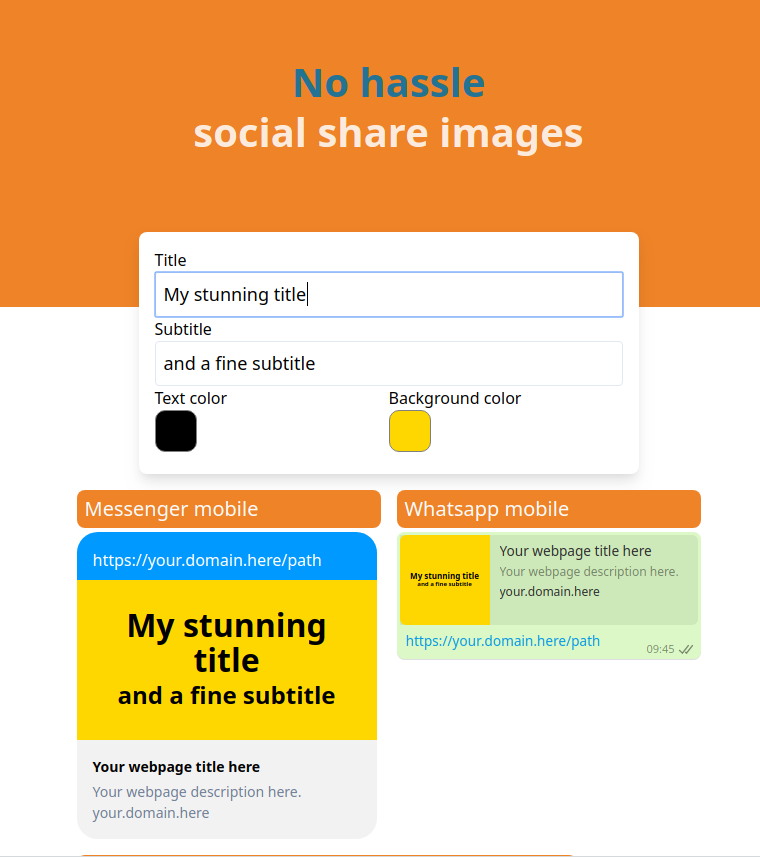 No hassle
social share images
Title
My stunning title
Subtitle
and a fine subtitle
Text color
Background color
Messenger mobile
https://your.domain.here/path
My stunning
title
and a fine subtitle
Your webpage title here
Your webpage description here.
your.domain.here
Whatsapp mobile
My stunning title
and a fine subtitle
Your webpage title here
Your webpage description here.
your.domain.here
https://your.domain.here/path
09:45